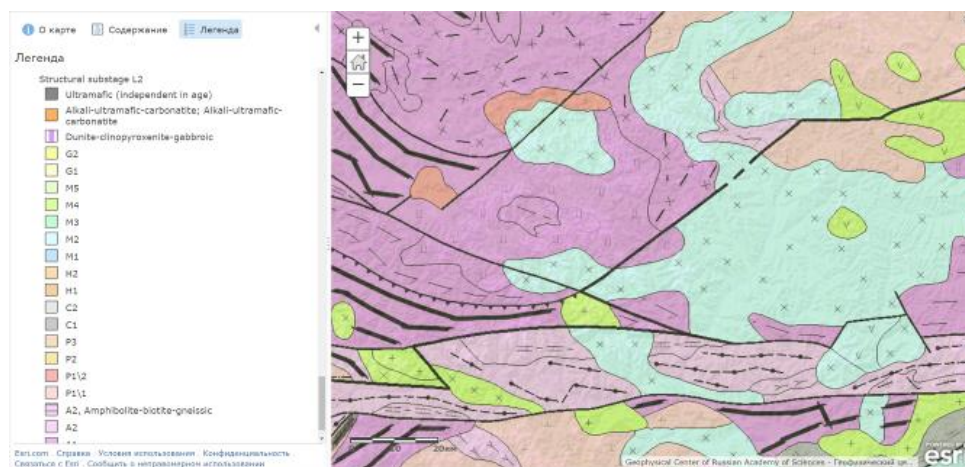 О карте Содержание Легенда
Легенда
Structural substage L2
Ultramafic (independent in age)
Alkali-ultramafic-carbonatite; Alkali-ultramafic-
carbonatite
Dunite-clinopyroxenite-gabbroic
G2
G1
M5
M4
M3
M2
M1
H2
H1
C2
C1
P3
P2
P1\2
P1\1
A2, Amphibolite-biotite-gneissic
A2
Esri.com . Справка . Условия использования . Конфиденциальность .
Связаться с Esri . Сообщить о неправомерном использовании
20км
Geophysical Center of Russian Academy of Sciences - Геофизический це...
POWERED BY
esri